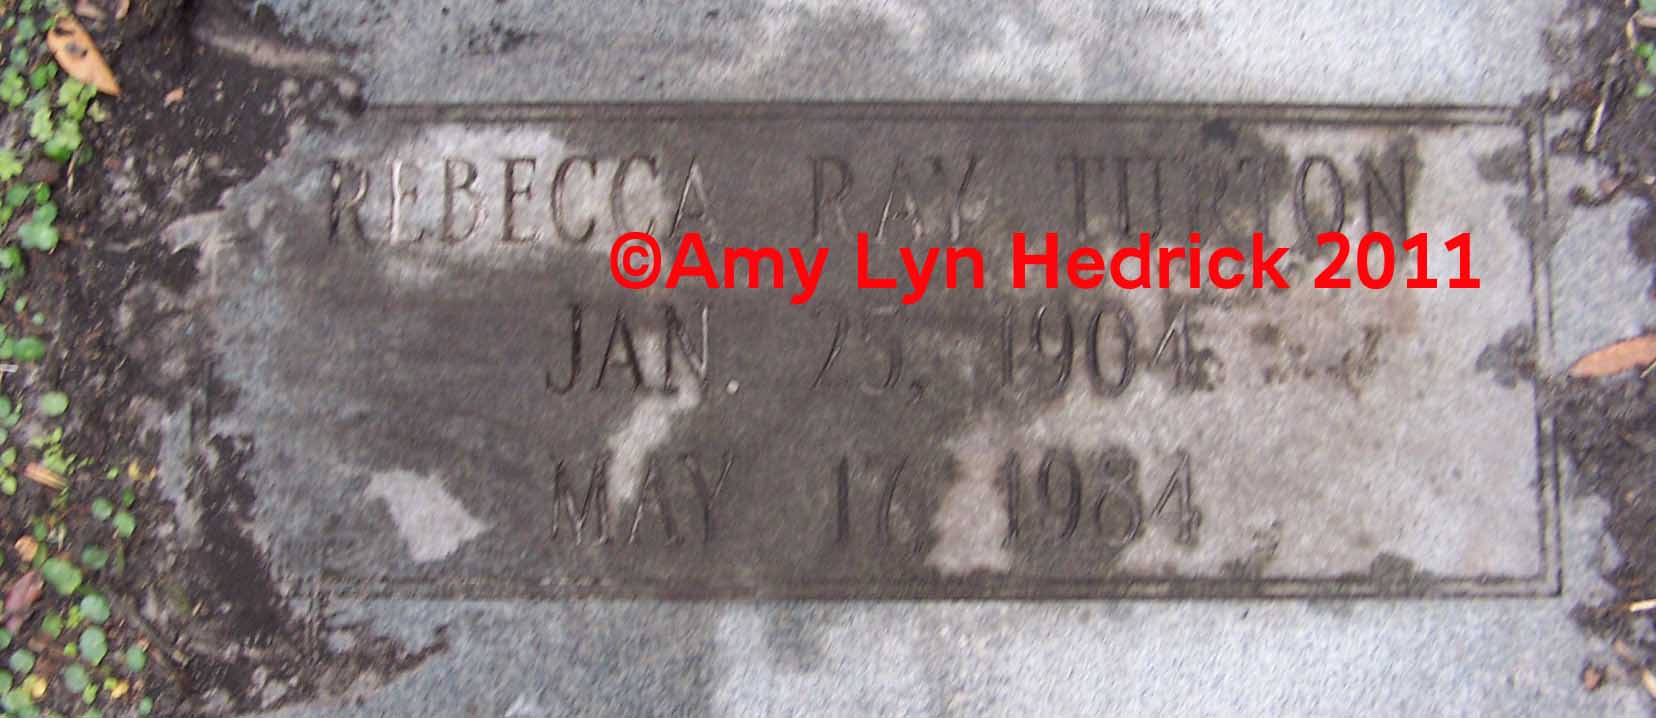 REBECCA RAY TURTON
©Amy Lyn Hedrick 2011
JAN. 25, 1904
MAY 16, 1984